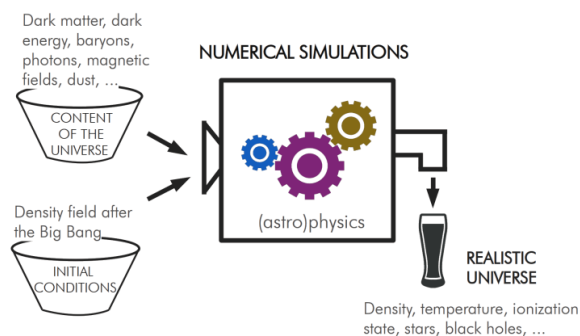 Dark matter, dark
energy, baryons,
photons, magnetic
fields, dust, ...
CONTENT
OF THE
UNIVERSE
NUMERICAL SIMULATIONS
(astro)physics
Density field after
the Big Bang
INITIAL
CONDITIONS
REALISTIC
UNIVERSE
Density, temperature, ionization
state, stars, black holes, ...